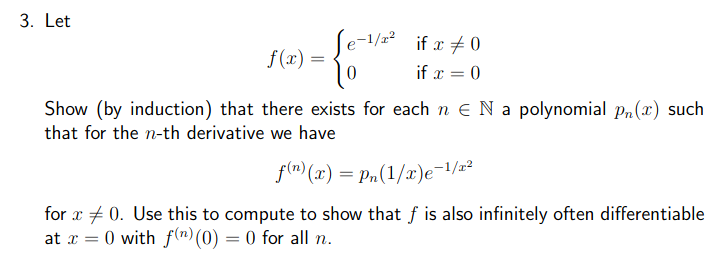 3. Let
f(x) = { e^{-1/x^2} if x ≠ 0
0 if x = 0
Show (by induction) that there exists for each n ∈ ℕ a polynomial p_n(x) such
that for the n-th derivative we have
f^{(n)}(x) = p_n(1/x)e^{-1/x^2}
for x ≠ 0. Use this to compute to show that f is also infinitely often differentiable
at x = 0 with f^{(n)}(0) = 0 for all n.